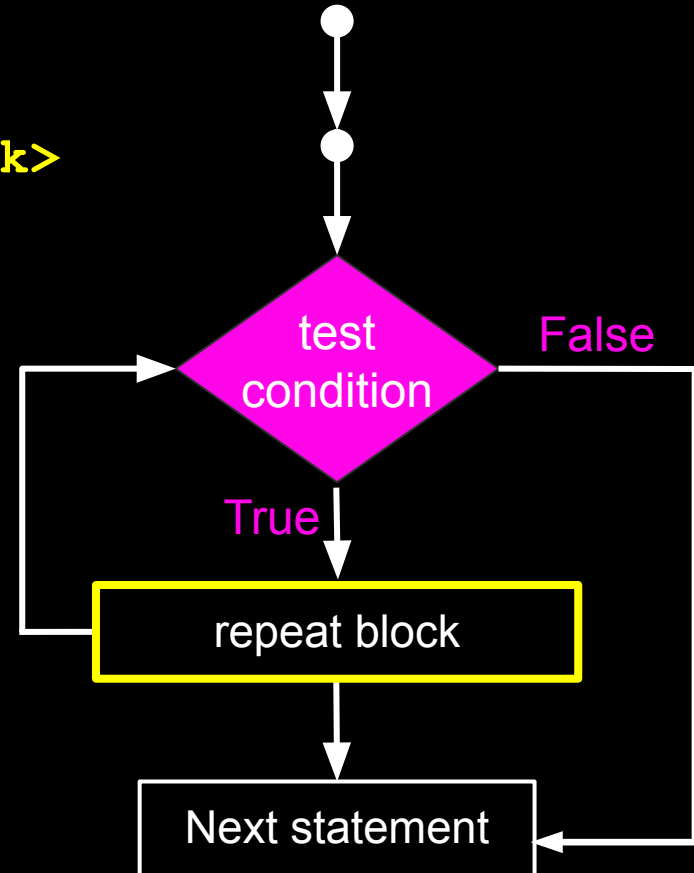 k>
test
condition
False
True
repeat block
Next statement